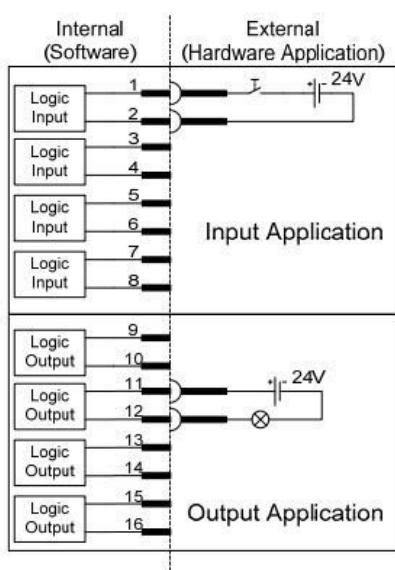 Internal
(Software)
External
(Hardware Application)
Logic
Input
1
2
24V
Logic
Input
3
4
Logic
Input
5
6
Logic
Input
7
8
Input Application
Logic
Output
9
10
Logic
Output
11
12
24V
Logic
Output
13
14
Logic
Output
15
16
Output Application